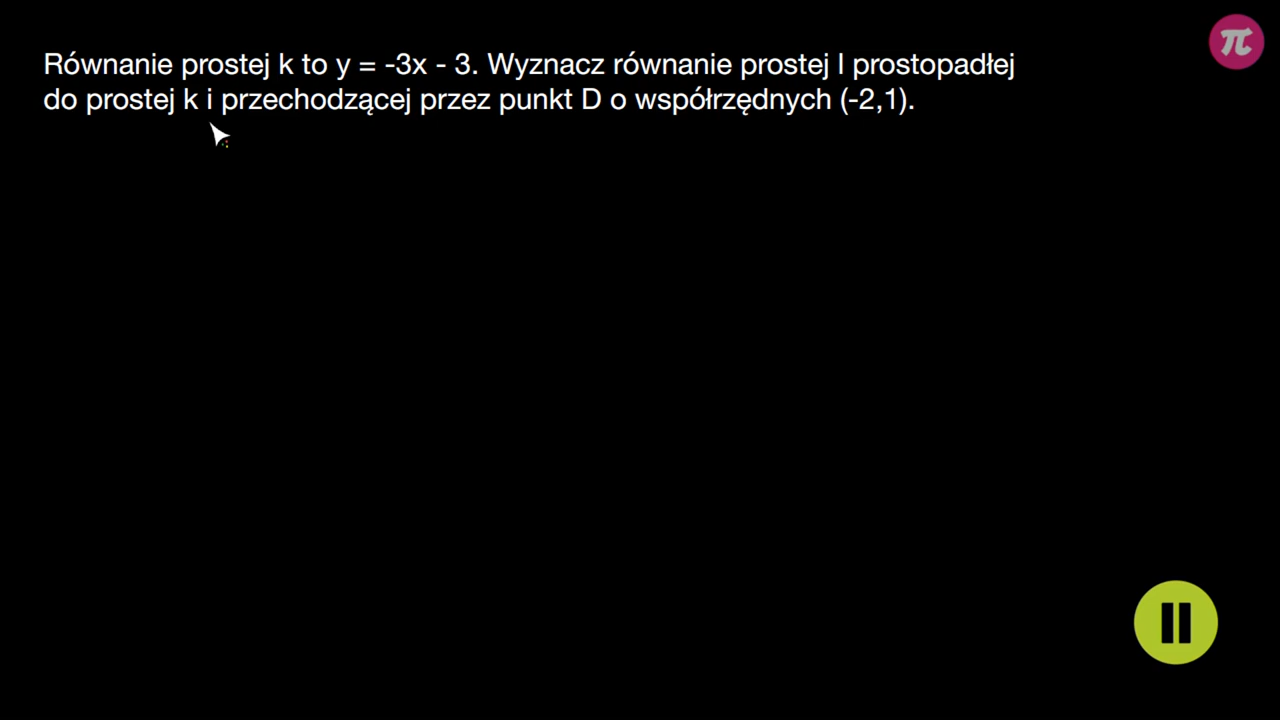 Równanie prostej k to y = -3x - 3. Wyznacz równanie prostej l prostopadłej
do prostej k i przechodzącej przez punkt D o współrzędnych (-2,1).
π